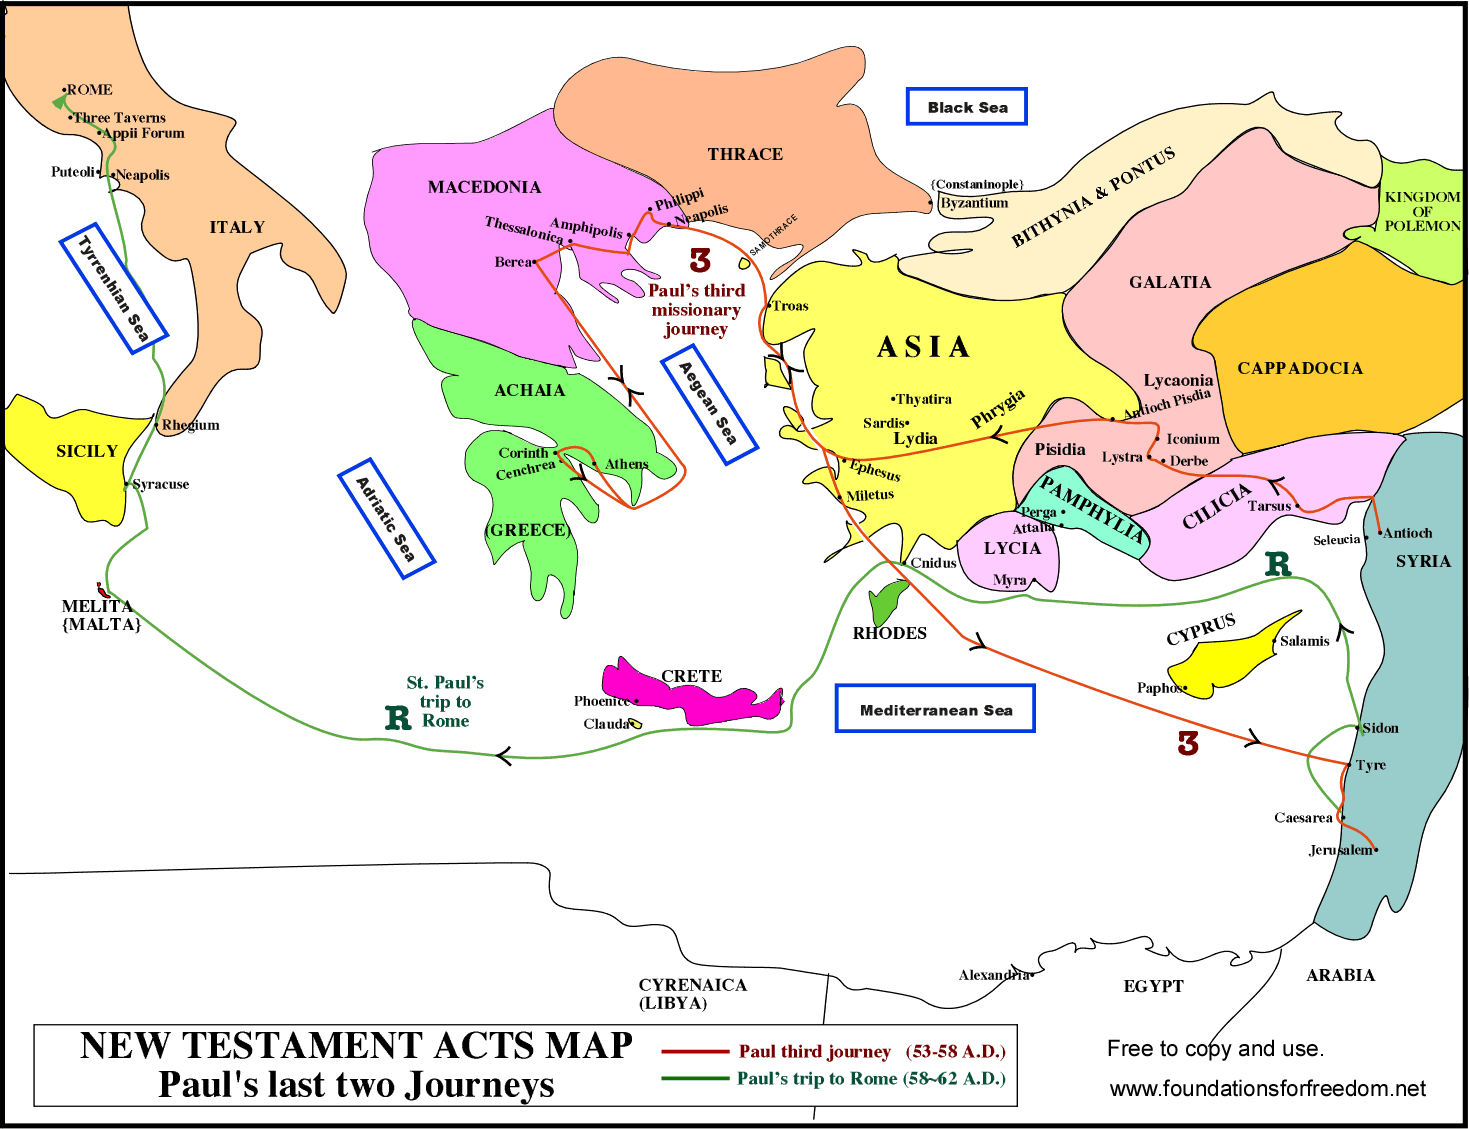 ROME
Three Taverns
Appii Forum
Puteoli
Neapolis
ITALY
Tyrrenhian Sea
SICILY
Rhegium
Syracuse
MELITA
{MALTA}
Adriatic Sea
MACEDONIA
THRACE
Black Sea
{Constaninople}
Byzantium
BITHYNIA & PONTUS
KINGDOM
OF
POLEMON
Philippi
Neapolis
Amphipolis
Thessalonica
Berea
SAMOTHRACE
3
Paul's third
missionary
journey
Troas
GALATIA
ASIA
CAPPADOCIA
ACHAIA
Aegean Sea
Thyatira
Sardis
Lydia
Phrygia
Lycaonia
Antioch Pisdia
Iconium
Lystra
Derbe
Pisidia
Corinth
Cenchrea
Athens
(GREECE)
Ephesus
Miletus
PAMPHYLIA
Perga
Attalia
CILICIA
Tarsus
Antioch
Seleucia
SYRIA
LYCIA
Myra
Cnidus
R
RHODES
CYPRUS
Salamis
Paphos
CRETE
Phoenice
Clauda
St. Paul's
trip to
Rome
R
Mediterranean Sea
3
Sidon
Tyre
Caesarea
Jerusalem
CYRENAICA
(LIBYA)
Alexandria
EGYPT
ARABIA
NEW TESTAMENT ACTS MAP
Paul's last two Journeys
Paul third journey (53-58 A.D.)
Paul's trip to Rome (58~62 A.D.)
Free to copy and use.
www.foundationsforfreedom.net